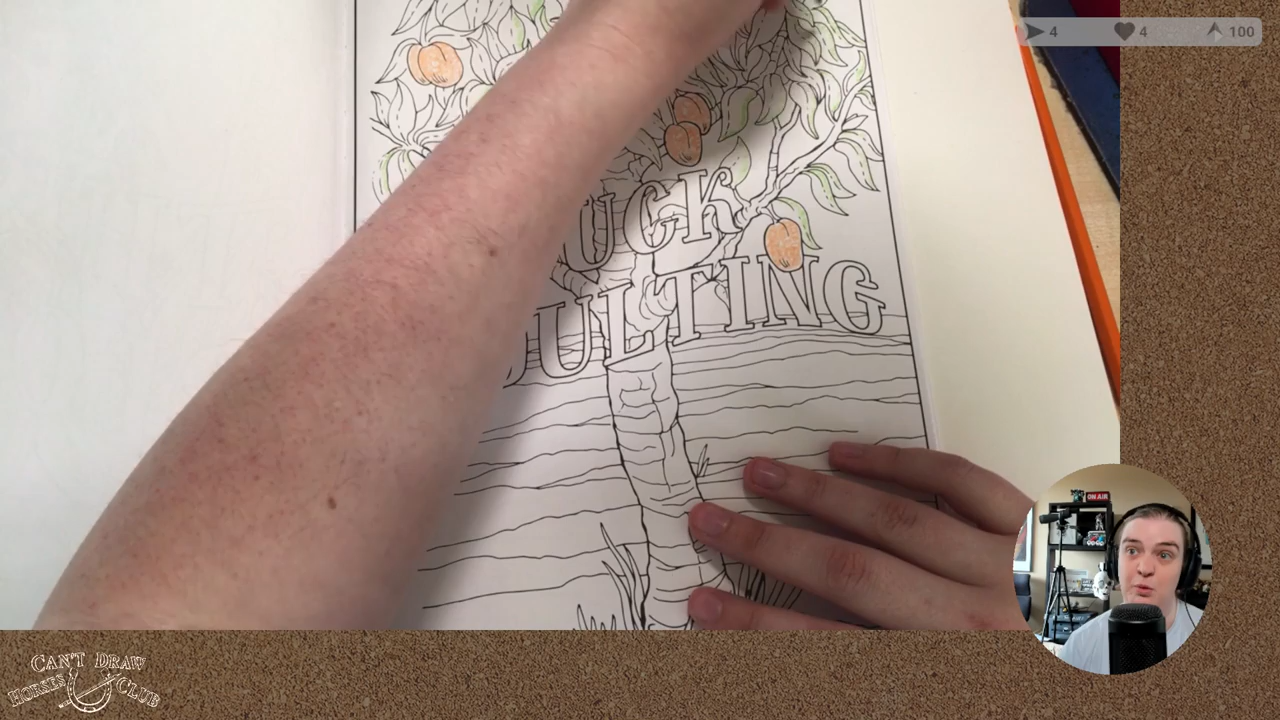 4 4 100
UCK
ULTING
ON AIR
CAN'T DRAW
HORSES CLUB